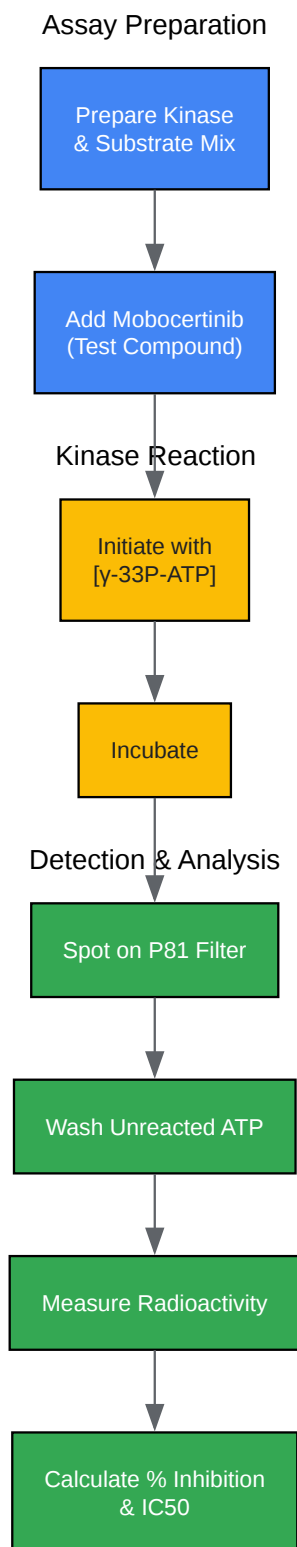 Assay Preparation
Prepare Kinase
& Substrate Mix
Add Mobocertinib
(Test Compound)
Kinase Reaction
Initiate with
[γ-33P-ATP]
Incubate
Detection & Analysis
Spot on P81 Filter
Wash Unreacted ATP
Measure Radioactivity
Calculate % Inhibition
& IC50